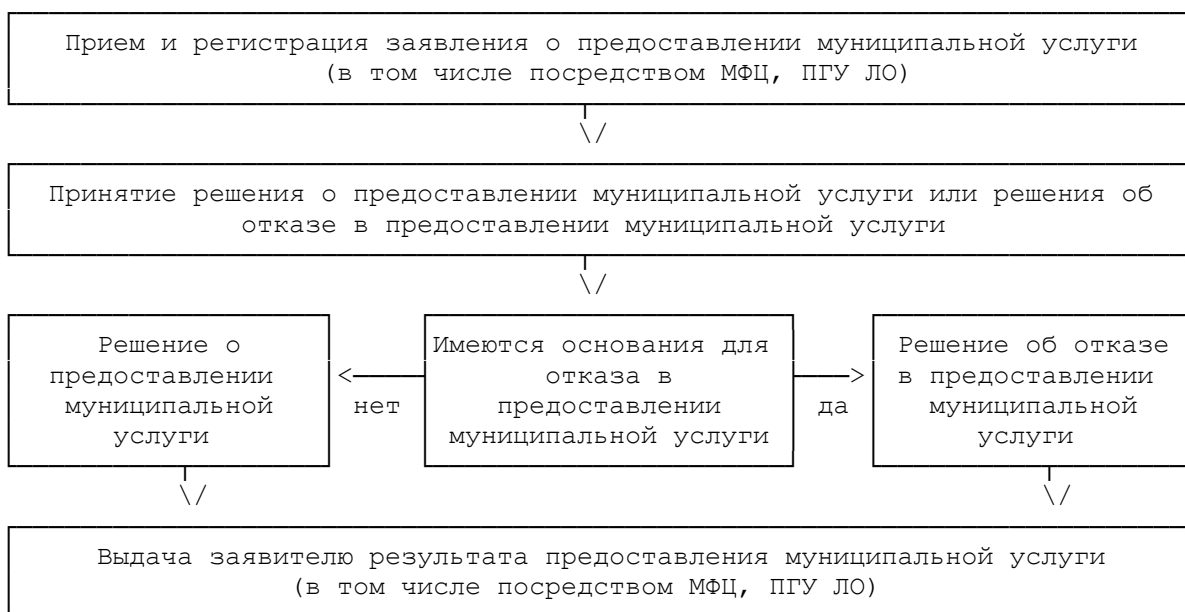 Прием и регистрация заявления о предоставлении муниципальной услуги
(в том числе посредством МФЦ, ПГУ ЛО)
Принятие решения о предоставлении муниципальной услуги или решения об
отказе в предоставлении муниципальной услуги
Решение о
предоставлении
муниципальной
услуги
нет
Имеются основания для
отказа в
предоставлении
муниципальной услуги
да
Решение об отказе
в предоставлении
муниципальной
услуги
Выдача заявителю результата предоставления муниципальной услуги
(в том числе посредством МФЦ, ПГУ ЛО)